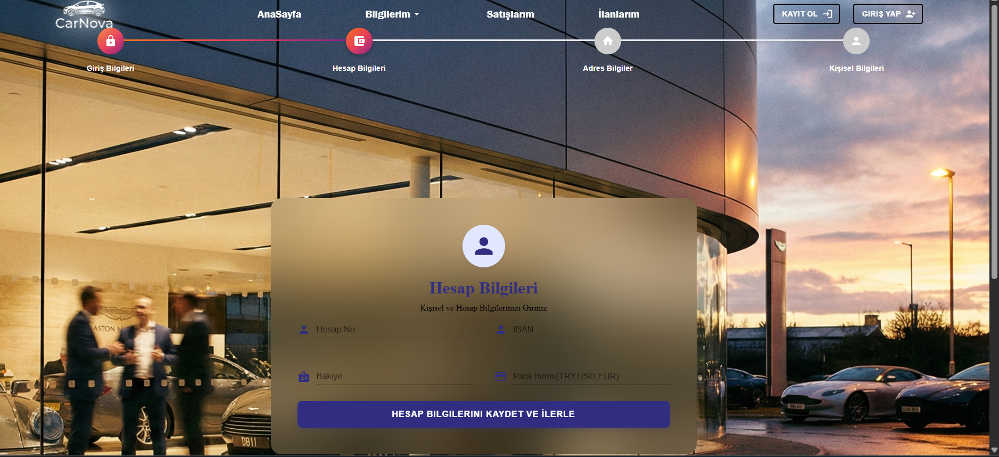 CarNova
AnaSayfa
Bilgilerim
Satışlarım
İlanlarım
KAYIT OL
GIRIŞ YAP
Giriş Bilgileri
Hesap Bilgileri
Adres Bilgiler
Kişisel Bilgileri
Hesap Bilgileri
Kişisel ve Hesap Bilgilerinizi Giriniz
Hesap No
IBAN
Bakiye
Para Birimi(TRY,USD,EUR)
HESAP BILGILERINI KAYDET VE İLERLE
ASTON
DB11